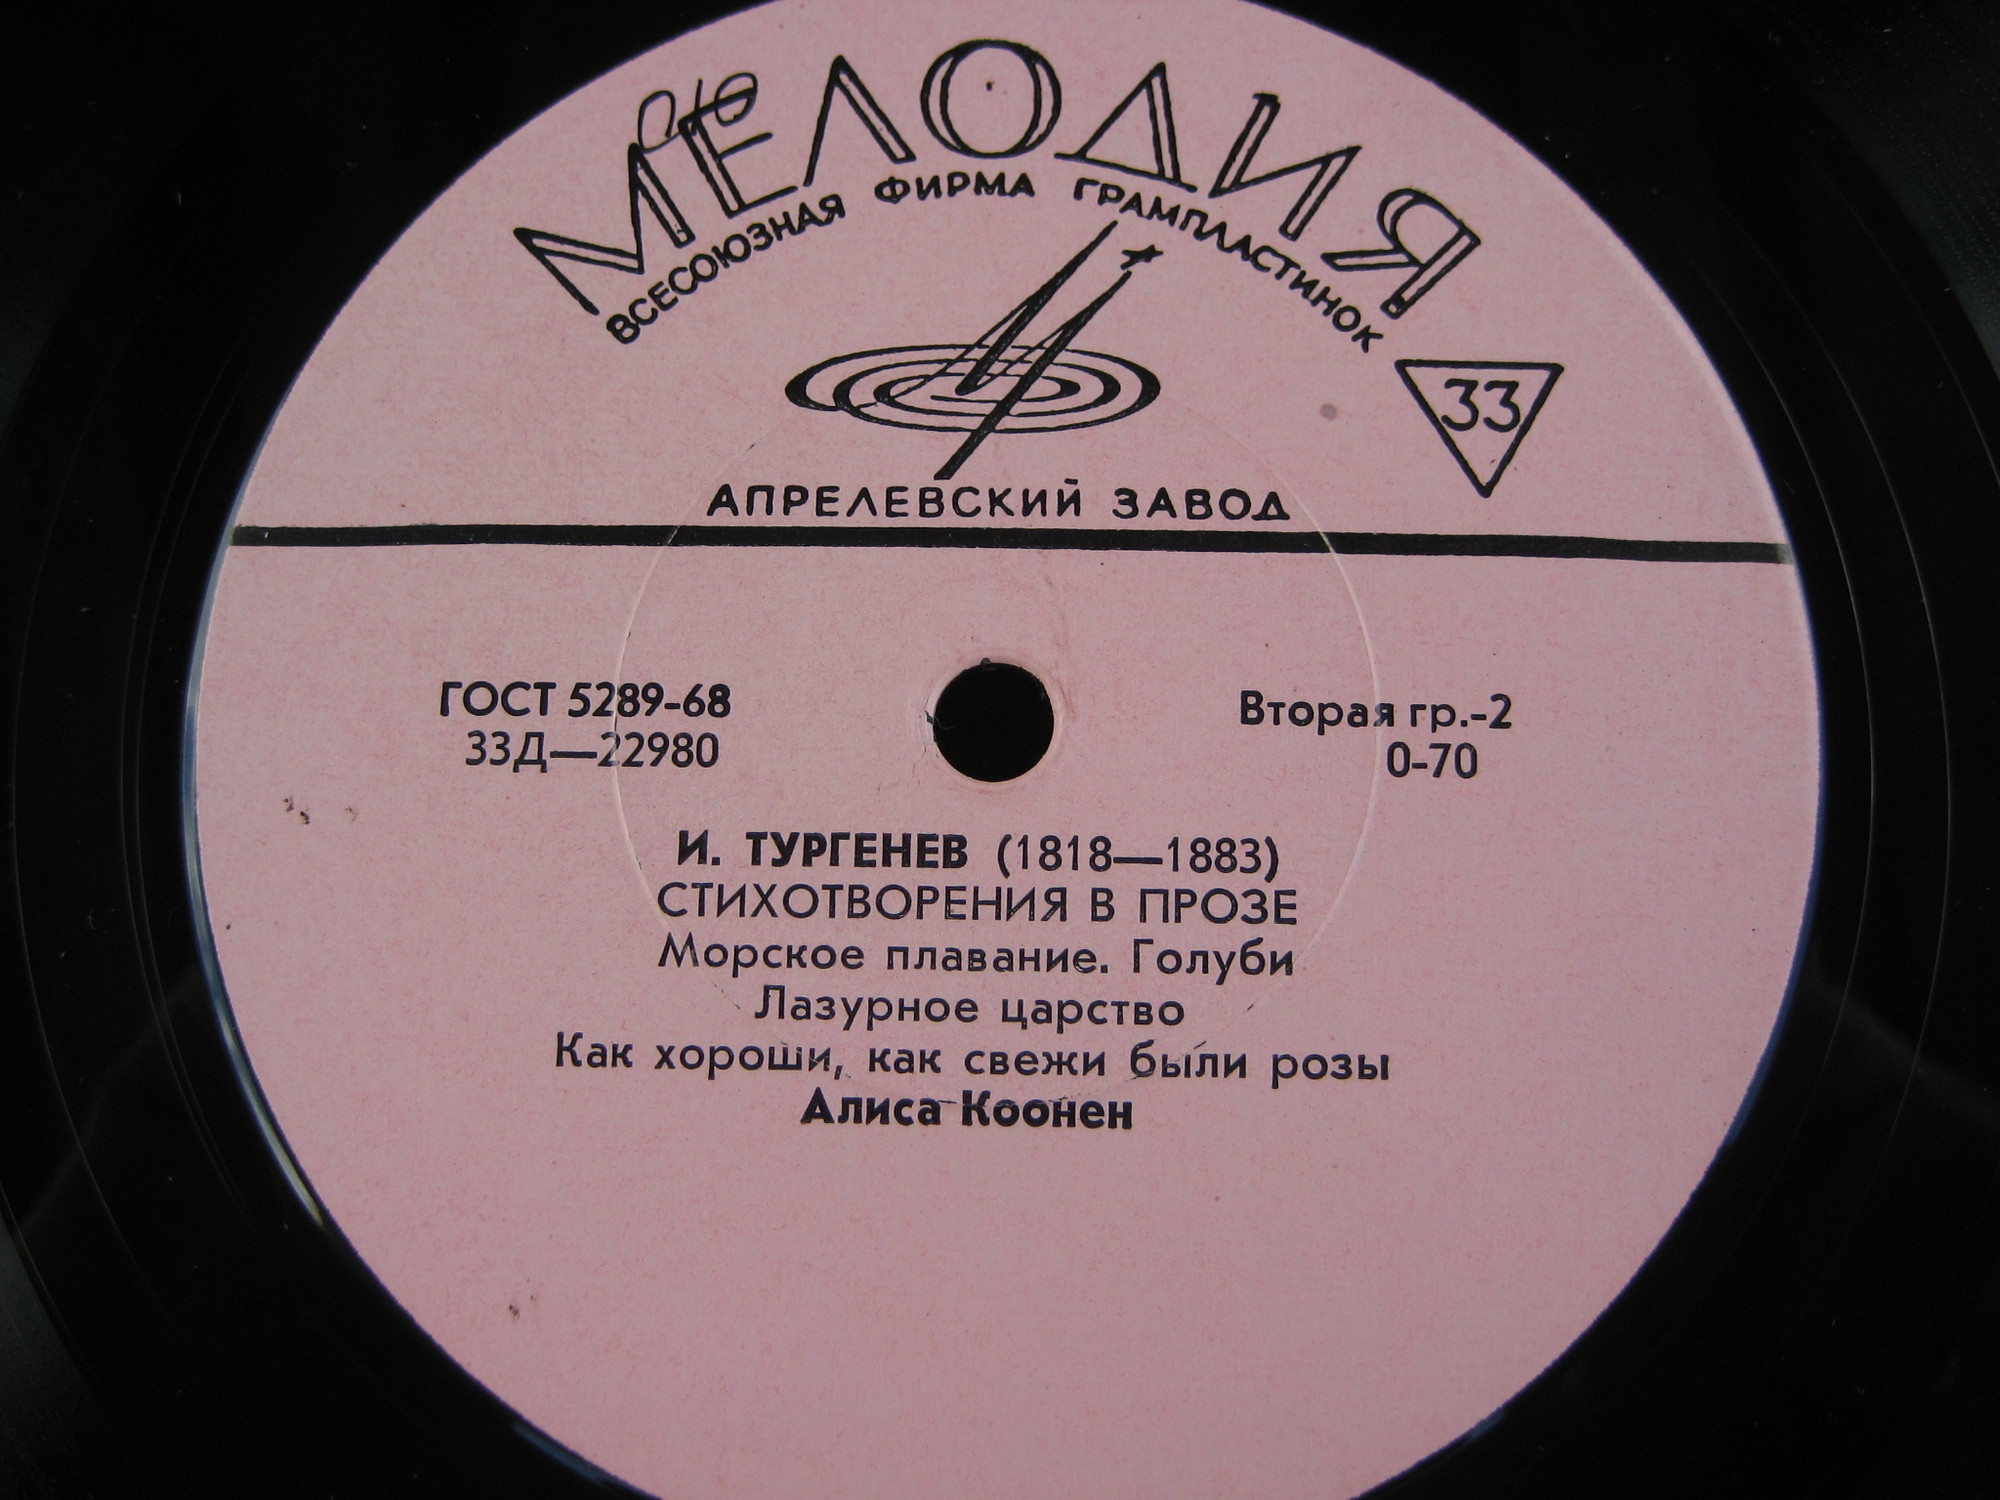 МЕЛОДИЯ
ВСЕСОЮЗНАЯ ФИРМА ГРАМПЛАСТИНОК
33
АПРЕЛЕВСКИЙ ЗАВОД
ГОСТ 5289-68
33Д—22980
Вторая гр.-2
0-70
И. ТУРГЕНЕВ (1818—1883)
СТИХОТВОРЕНИЯ В ПРОЗЕ
Морское плавание. Голуби
Лазурное царство
Как хороши, как свежи были розы
Алиса Коонен